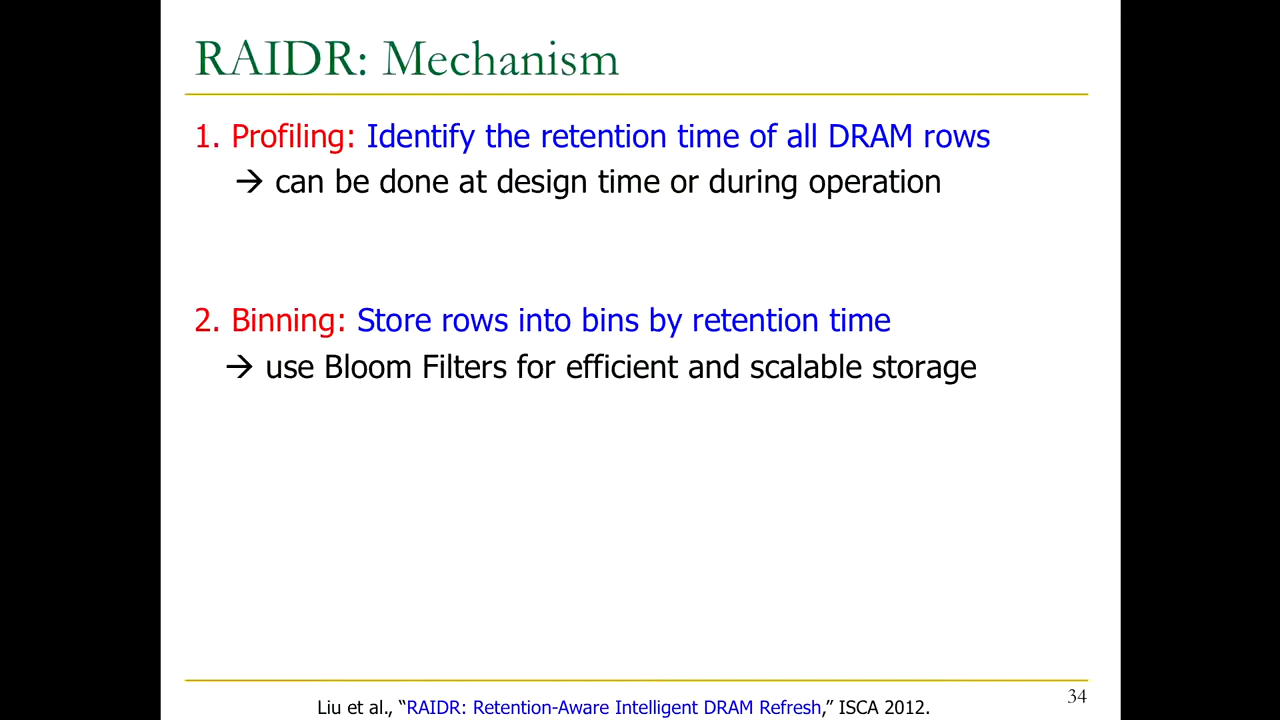 RAIDR: Mechanism
1. Profiling: Identify the retention time of all DRAM rows
→ can be done at design time or during operation
2. Binning: Store rows into bins by retention time
→ use Bloom Filters for efficient and scalable storage
34
Liu et al., “RAIDR: Retention-Aware Intelligent DRAM Refresh,” ISCA 2012.